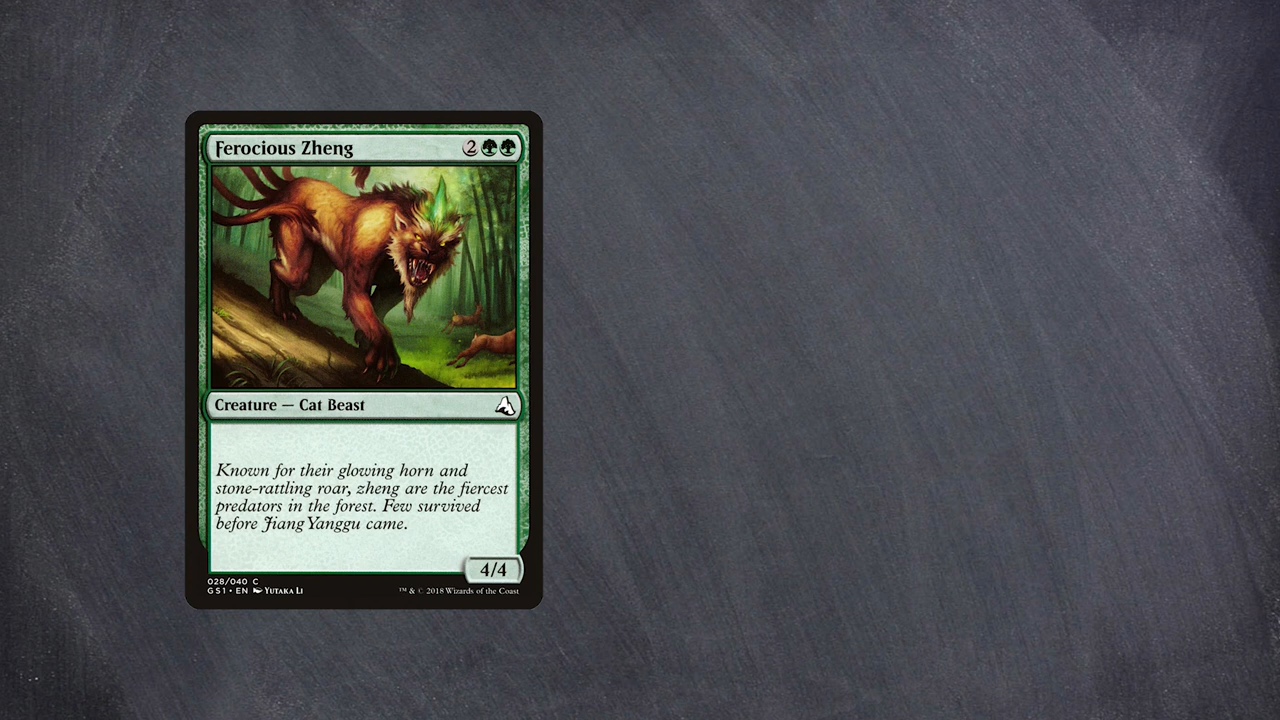 Ferocious Zheng 2
Creature — Cat Beast
Known for their glowing horn and
stone-rattling roar, zheng are the fiercest
predators in the forest. Few survived
before Jiang Yanggu came.
4/4
028/040 C
GS1 • EN Yutaka Li
™ & © 2018 Wizards of the Coast